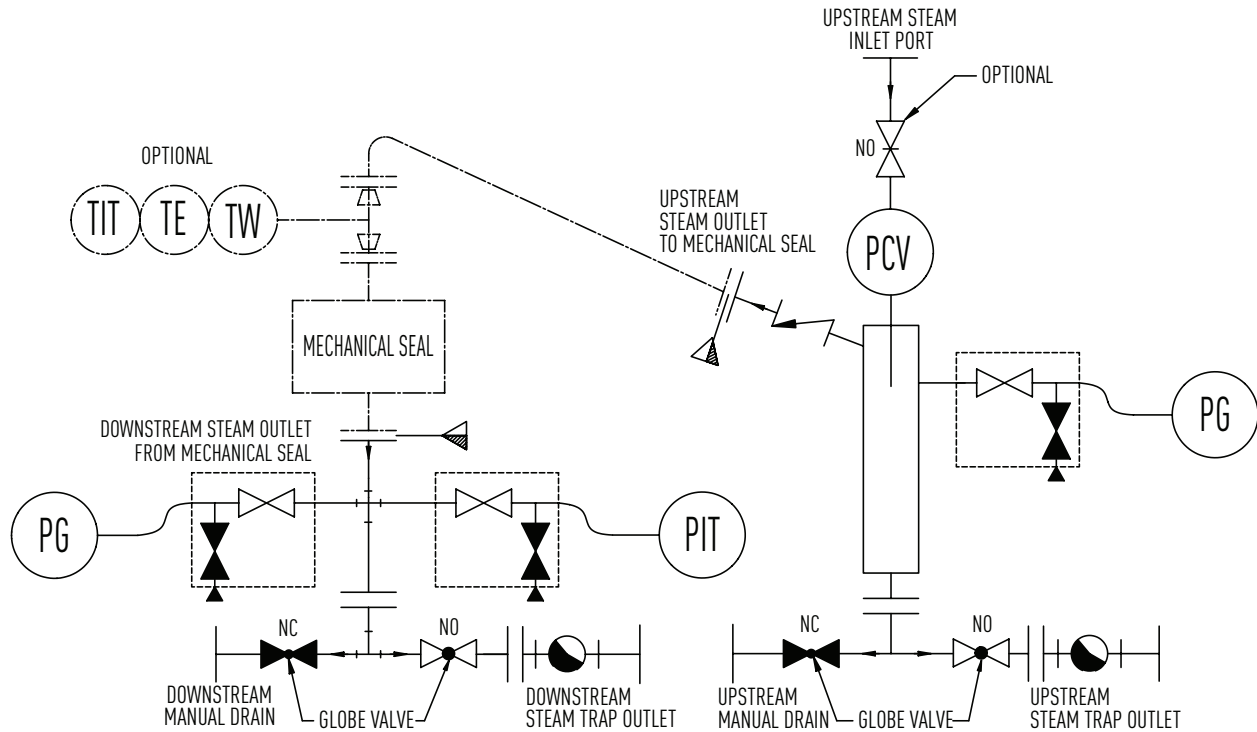 UPSTREAM STEAM
INLET PORT
OPTIONAL
NO
OPTIONAL
TIT
TE
TW
UPSTREAM
STEAM OUTLET
TO MECHANICAL SEAL
PCV
MECHANICAL SEAL
PG
DOWNSTREAM STEAM OUTLET
FROM MECHANICAL SEAL
PG
PIT
NC
NO
NC
NO
DOWNSTREAM
MANUAL DRAIN
GLOBE VALVE
DOWNSTREAM
STEAM TRAP OUTLET
UPSTREAM
MANUAL DRAIN
GLOBE VALVE
UPSTREAM
STEAM TRAP OUTLET